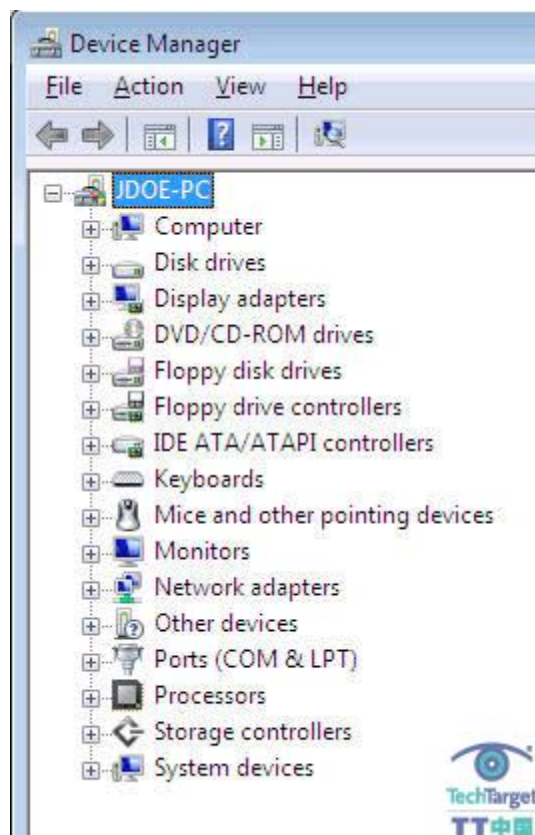 Device Manager
File Action View Help
JDOE-PC
Computer
Disk drives
Display adapters
DVD/CD-ROM drives
Floppy disk drives
Floppy drive controllers
IDE ATA/ATAPI controllers
Keyboards
Mice and other pointing devices
Monitors
Network adapters
Other devices
Ports (COM & LPT)
Processors
Storage controllers
System devices
TechTarget
TT中国